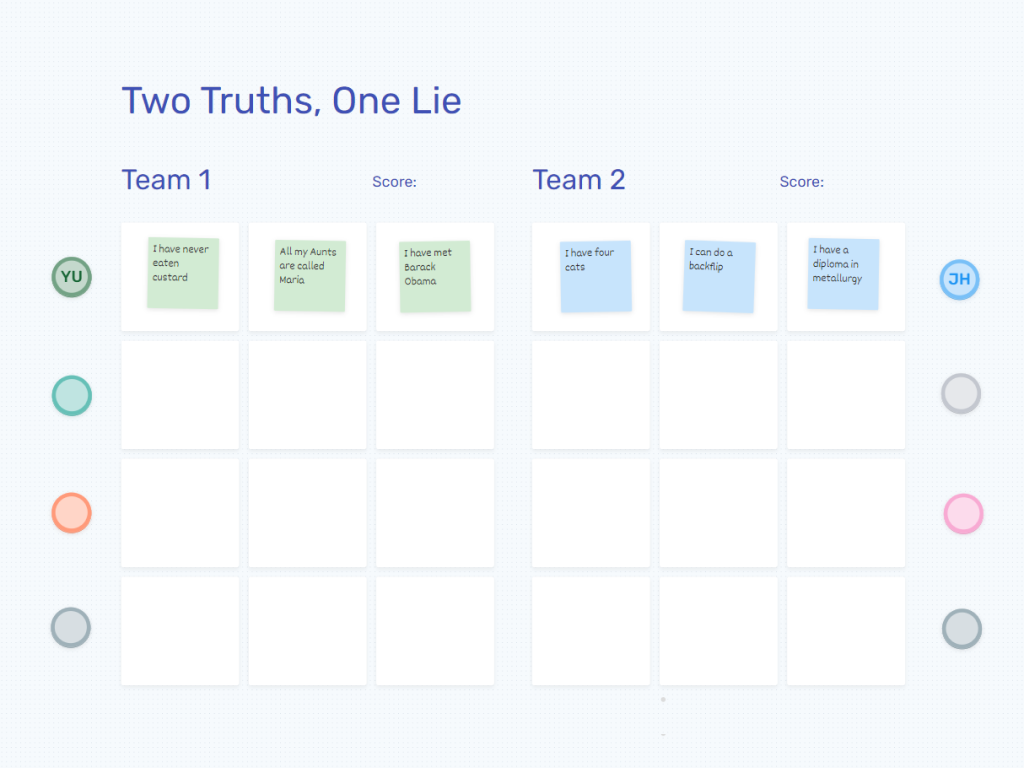 Two Truths, One Lie
Team 1
Score:
Team 2
Score:
YU
I have never
eaten
custard
All my Aunts
are called
Maria
I have met
Barack
Obama
I have four
cats
I can do a
backflip
I have a
diploma in
metallurgy
JH